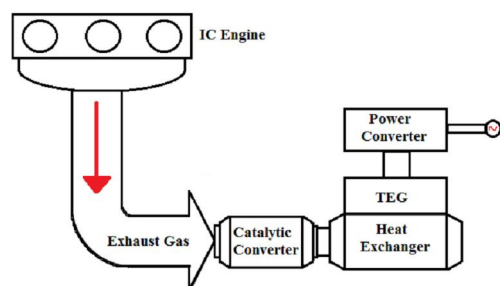 IC Engine
Power
Converter
TEG
Exhaust Gas
Catalytic
Converter
Heat
Exchanger